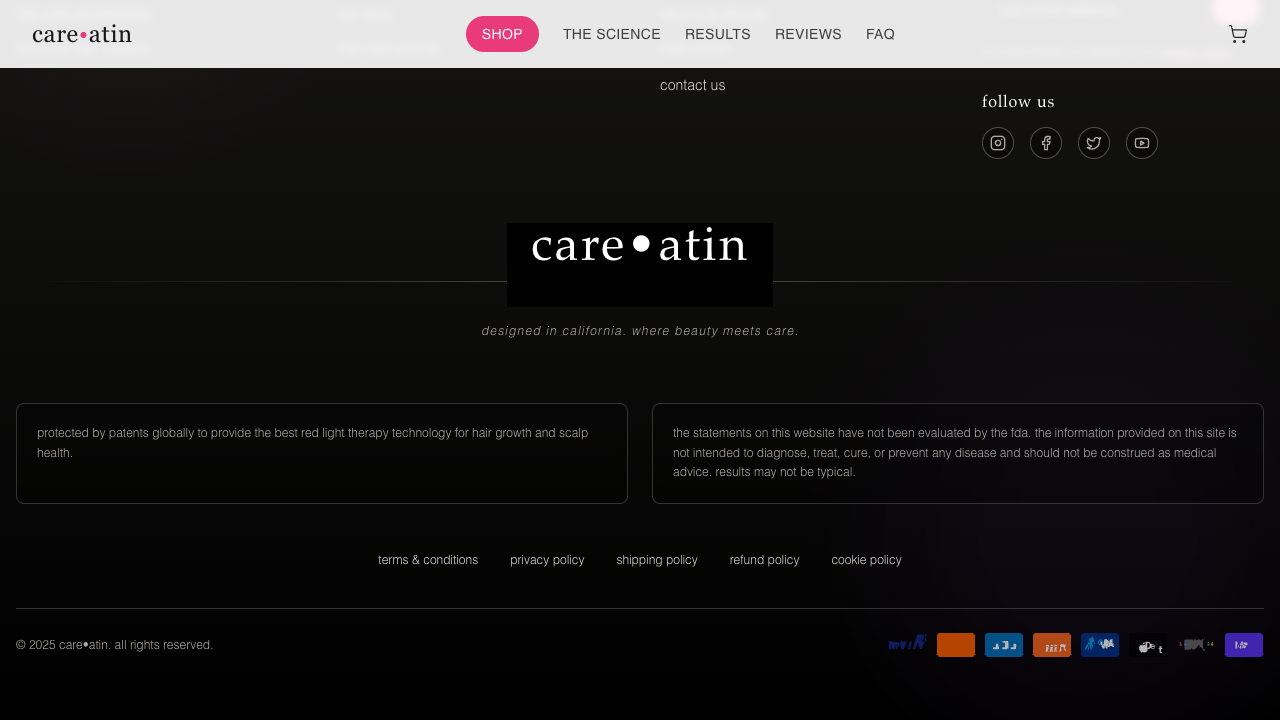 care•atin
SHOP
THE SCIENCE
RESULTS
REVIEWS
FAQ
contact us
follow us
care•atin
designed in california. where beauty meets care.
protected by patents globally to provide the best red light therapy technology for hair growth and scalp
health.
the statements on this website have not been evaluated by the fda. the information provided on this site is
not intended to diagnose, treat, cure, or prevent any disease and should not be construed as medical
advice. results may not be typical.
terms & conditions
privacy policy
shipping policy
refund policy
cookie policy
© 2025 care•atin. all rights reserved.